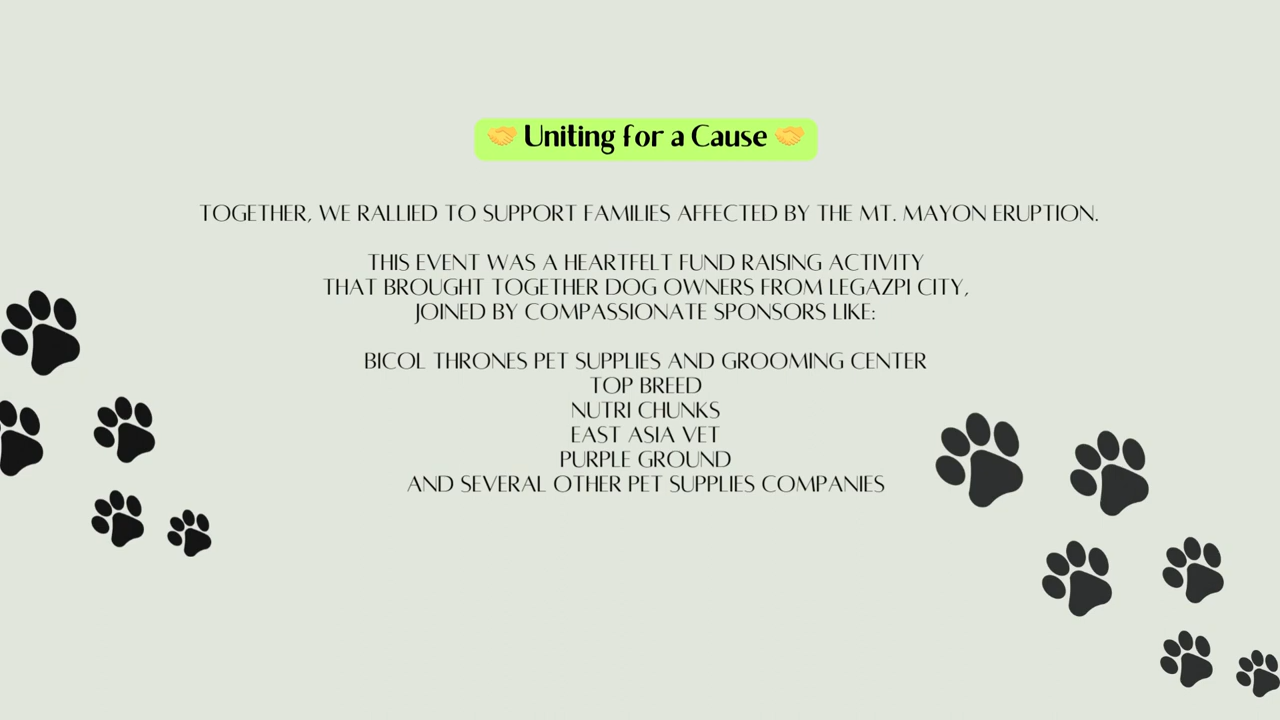 🤝 Uniting for a Cause 🤝
TOGETHER, WE RALLIED TO SUPPORT FAMILIES AFFECTED BY THE MT. MAYON ERUPTION.
THIS EVENT WAS A HEARTFELT FUND RAISING ACTIVITY
THAT BROUGHT TOGETHER DOG OWNERS FROM LEGAZPI CITY,
JOINED BY COMPASSIONATE SPONSORS LIKE:
BICOL THRONES PET SUPPLIES AND GROOMING CENTER
TOP BREED
NUTRI CHUNKS
EAST ASIA VET
PURPLE GROUND
AND SEVERAL OTHER PET SUPPLIES COMPANIES